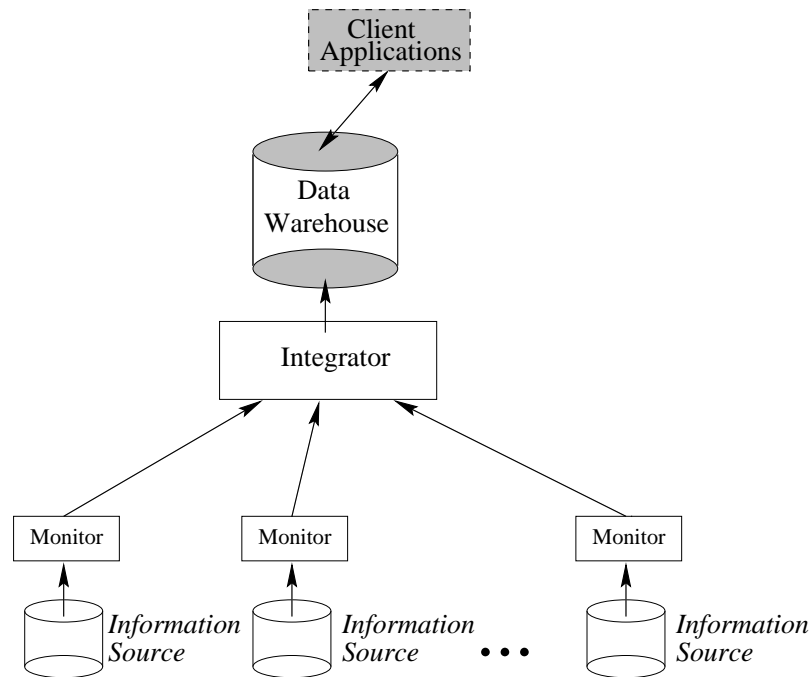 Client
Applications
Data
Warehouse
Integrator
Monitor
Monitor
Monitor
Information
Source
Information
Source
• • •
Information
Source